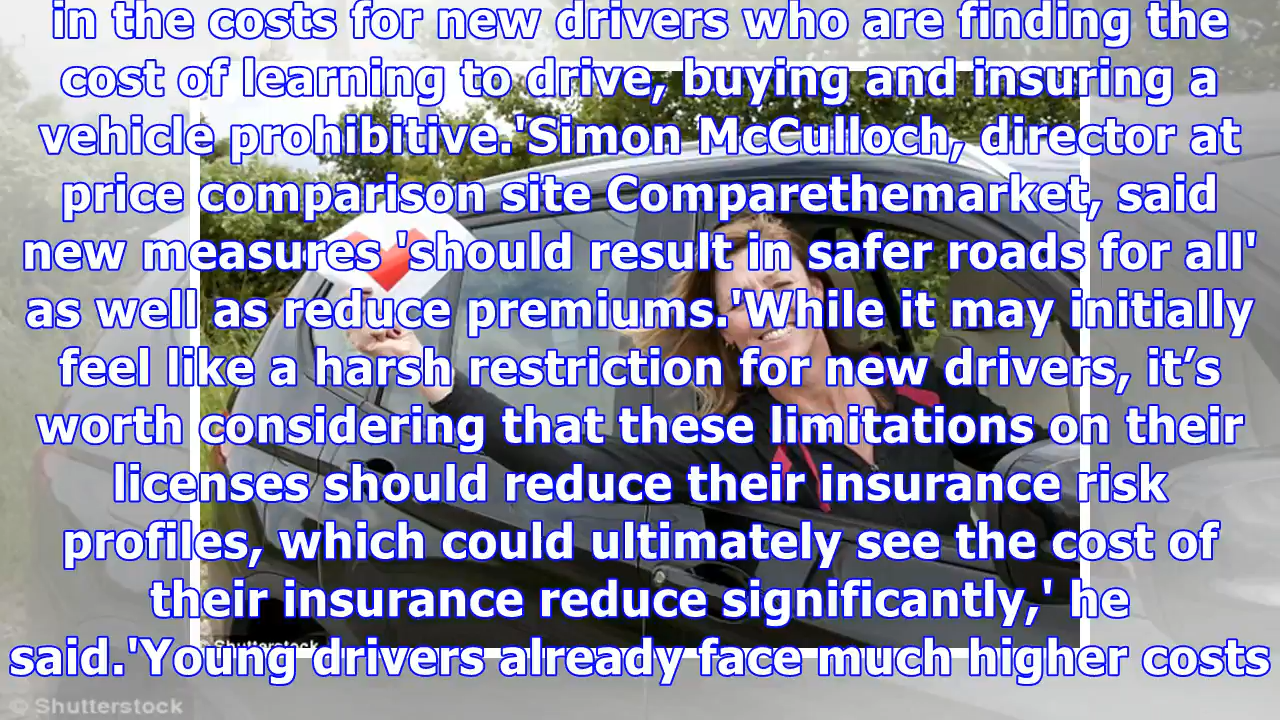 in the costs for new drivers who are finding the
cost of learning to drive, buying and insuring a
vehicle prohibitive.'Simon McCulloch, director at
price comparison site Comparethemarket, said
new measures 'should result in safer roads for all'
as well as reduce premiums.'While it may initially
feel like a harsh restriction for new drivers, it’s
worth considering that these limitations on their
licenses should reduce their insurance risk
profiles, which could ultimately see the cost of
their insurance reduce significantly,' he
said.'Young drivers already face much higher costs
© Shutterstock
© Shutterstock